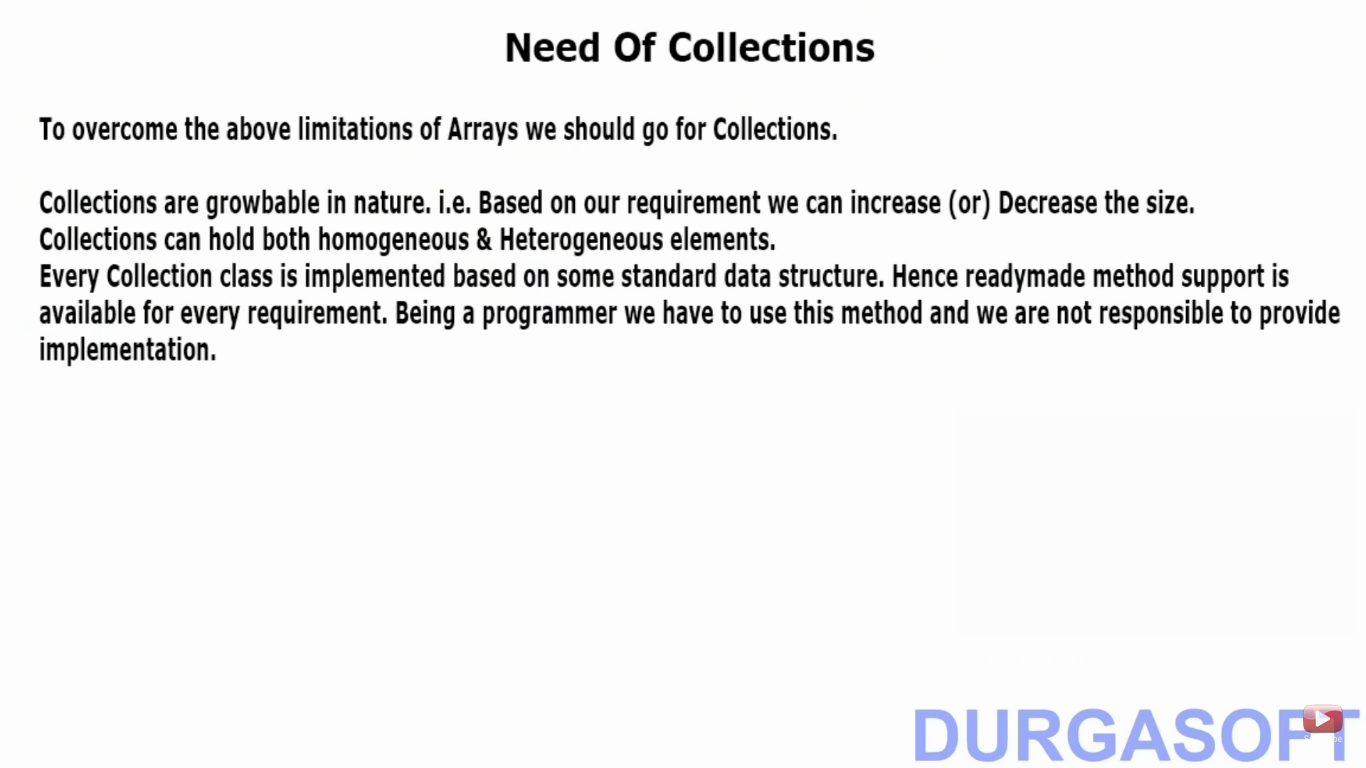 Need Of Collections
To overcome the above limitations of Arrays we should go for Collections.
Collections are growbable in nature. i.e. Based on our requirement we can increase (or) Decrease the size.
Collections can hold both homogeneous & Heterogeneous elements.
Every Collection class is implemented based on some standard data structure. Hence readymade method support is
available for every requirement. Being a programmer we have to use this method and we are not responsible to provide
implementation.
DURGASOFT